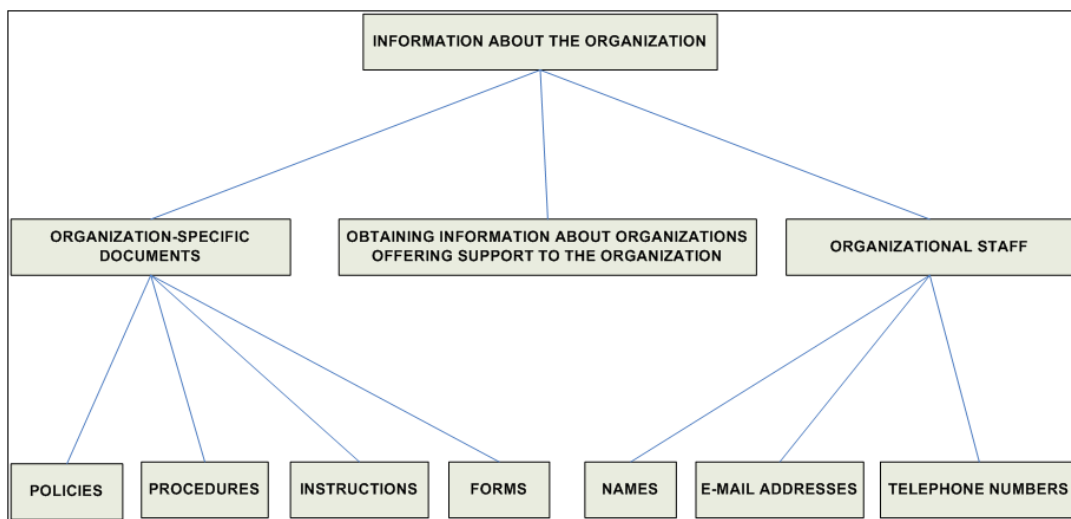 INFORMATION ABOUT THE ORGANIZATION
ORGANIZATION-SPECIFIC
DOCUMENTS
OBTAINING INFORMATION ABOUT ORGANIZATIONS
OFFERING SUPPORT TO THE ORGANIZATION
ORGANIZATIONAL STAFF
POLICIES
PROCEDURES
INSTRUCTIONS
FORMS
NAMES
E-MAIL ADDRESSES
TELEPHONE NUMBERS